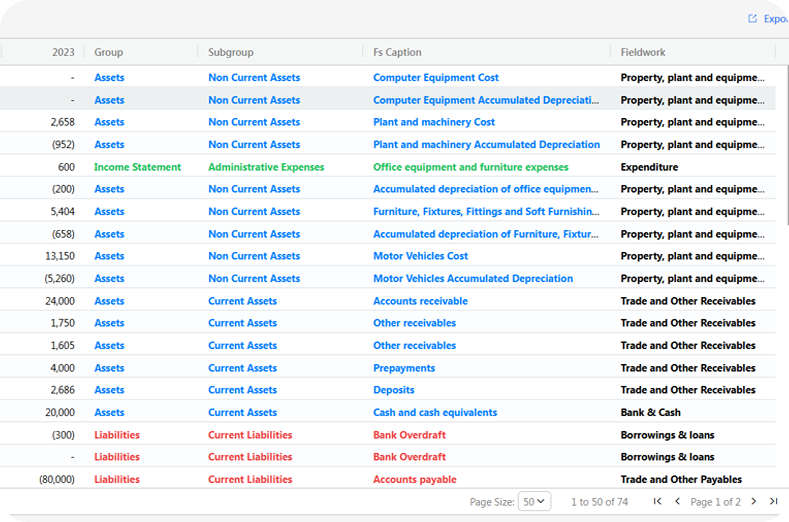 Expo
2023 Group Subgroup Fs Caption Fieldwork
- Assets Non Current Assets Computer Equipment Cost Property, plant and equipme...
- Assets Non Current Assets Computer Equipment Accumulated Depreciati... Property, plant and equipme...
2,658 Assets Non Current Assets Plant and machinery Cost Property, plant and equipme...
(952) Assets Non Current Assets Plant and machinery Accumulated Depreciation Property, plant and equipme...
600 Income Statement Administrative Expenses Office equipment and furniture expenses Expenditure
(200) Assets Non Current Assets Accumulated depreciation of office equipmen... Property, plant and equipme...
5,404 Assets Non Current Assets Furniture, Fixtures, Fittings and Soft Furnishin... Property, plant and equipme...
(658) Assets Non Current Assets Accumulated depreciation of Furniture, Fixtur... Property, plant and equipme...
13,150 Assets Non Current Assets Motor Vehicles Cost Property, plant and equipme...
(5,260) Assets Non Current Assets Motor Vehicles Accumulated Depreciation Property, plant and equipme...
24,000 Assets Current Assets Accounts receivable Trade and Other Receivables
1,750 Assets Current Assets Other receivables Trade and Other Receivables
1,605 Assets Current Assets Other receivables Trade and Other Receivables
4,000 Assets Current Assets Prepayments Trade and Other Receivables
2,686 Assets Current Assets Deposits Trade and Other Receivables
20,000 Assets Current Assets Cash and cash equivalents Bank & Cash
(300) Liabilities Current Liabilities Bank Overdraft Borrowings & loans
- Liabilities Current Liabilities Bank Overdraft Borrowings & loans
(80,000) Liabilities Current Liabilities Accounts payable Trade and Other Payables
Page Size: 50 1 to 50 of 74 Page 1 of 2